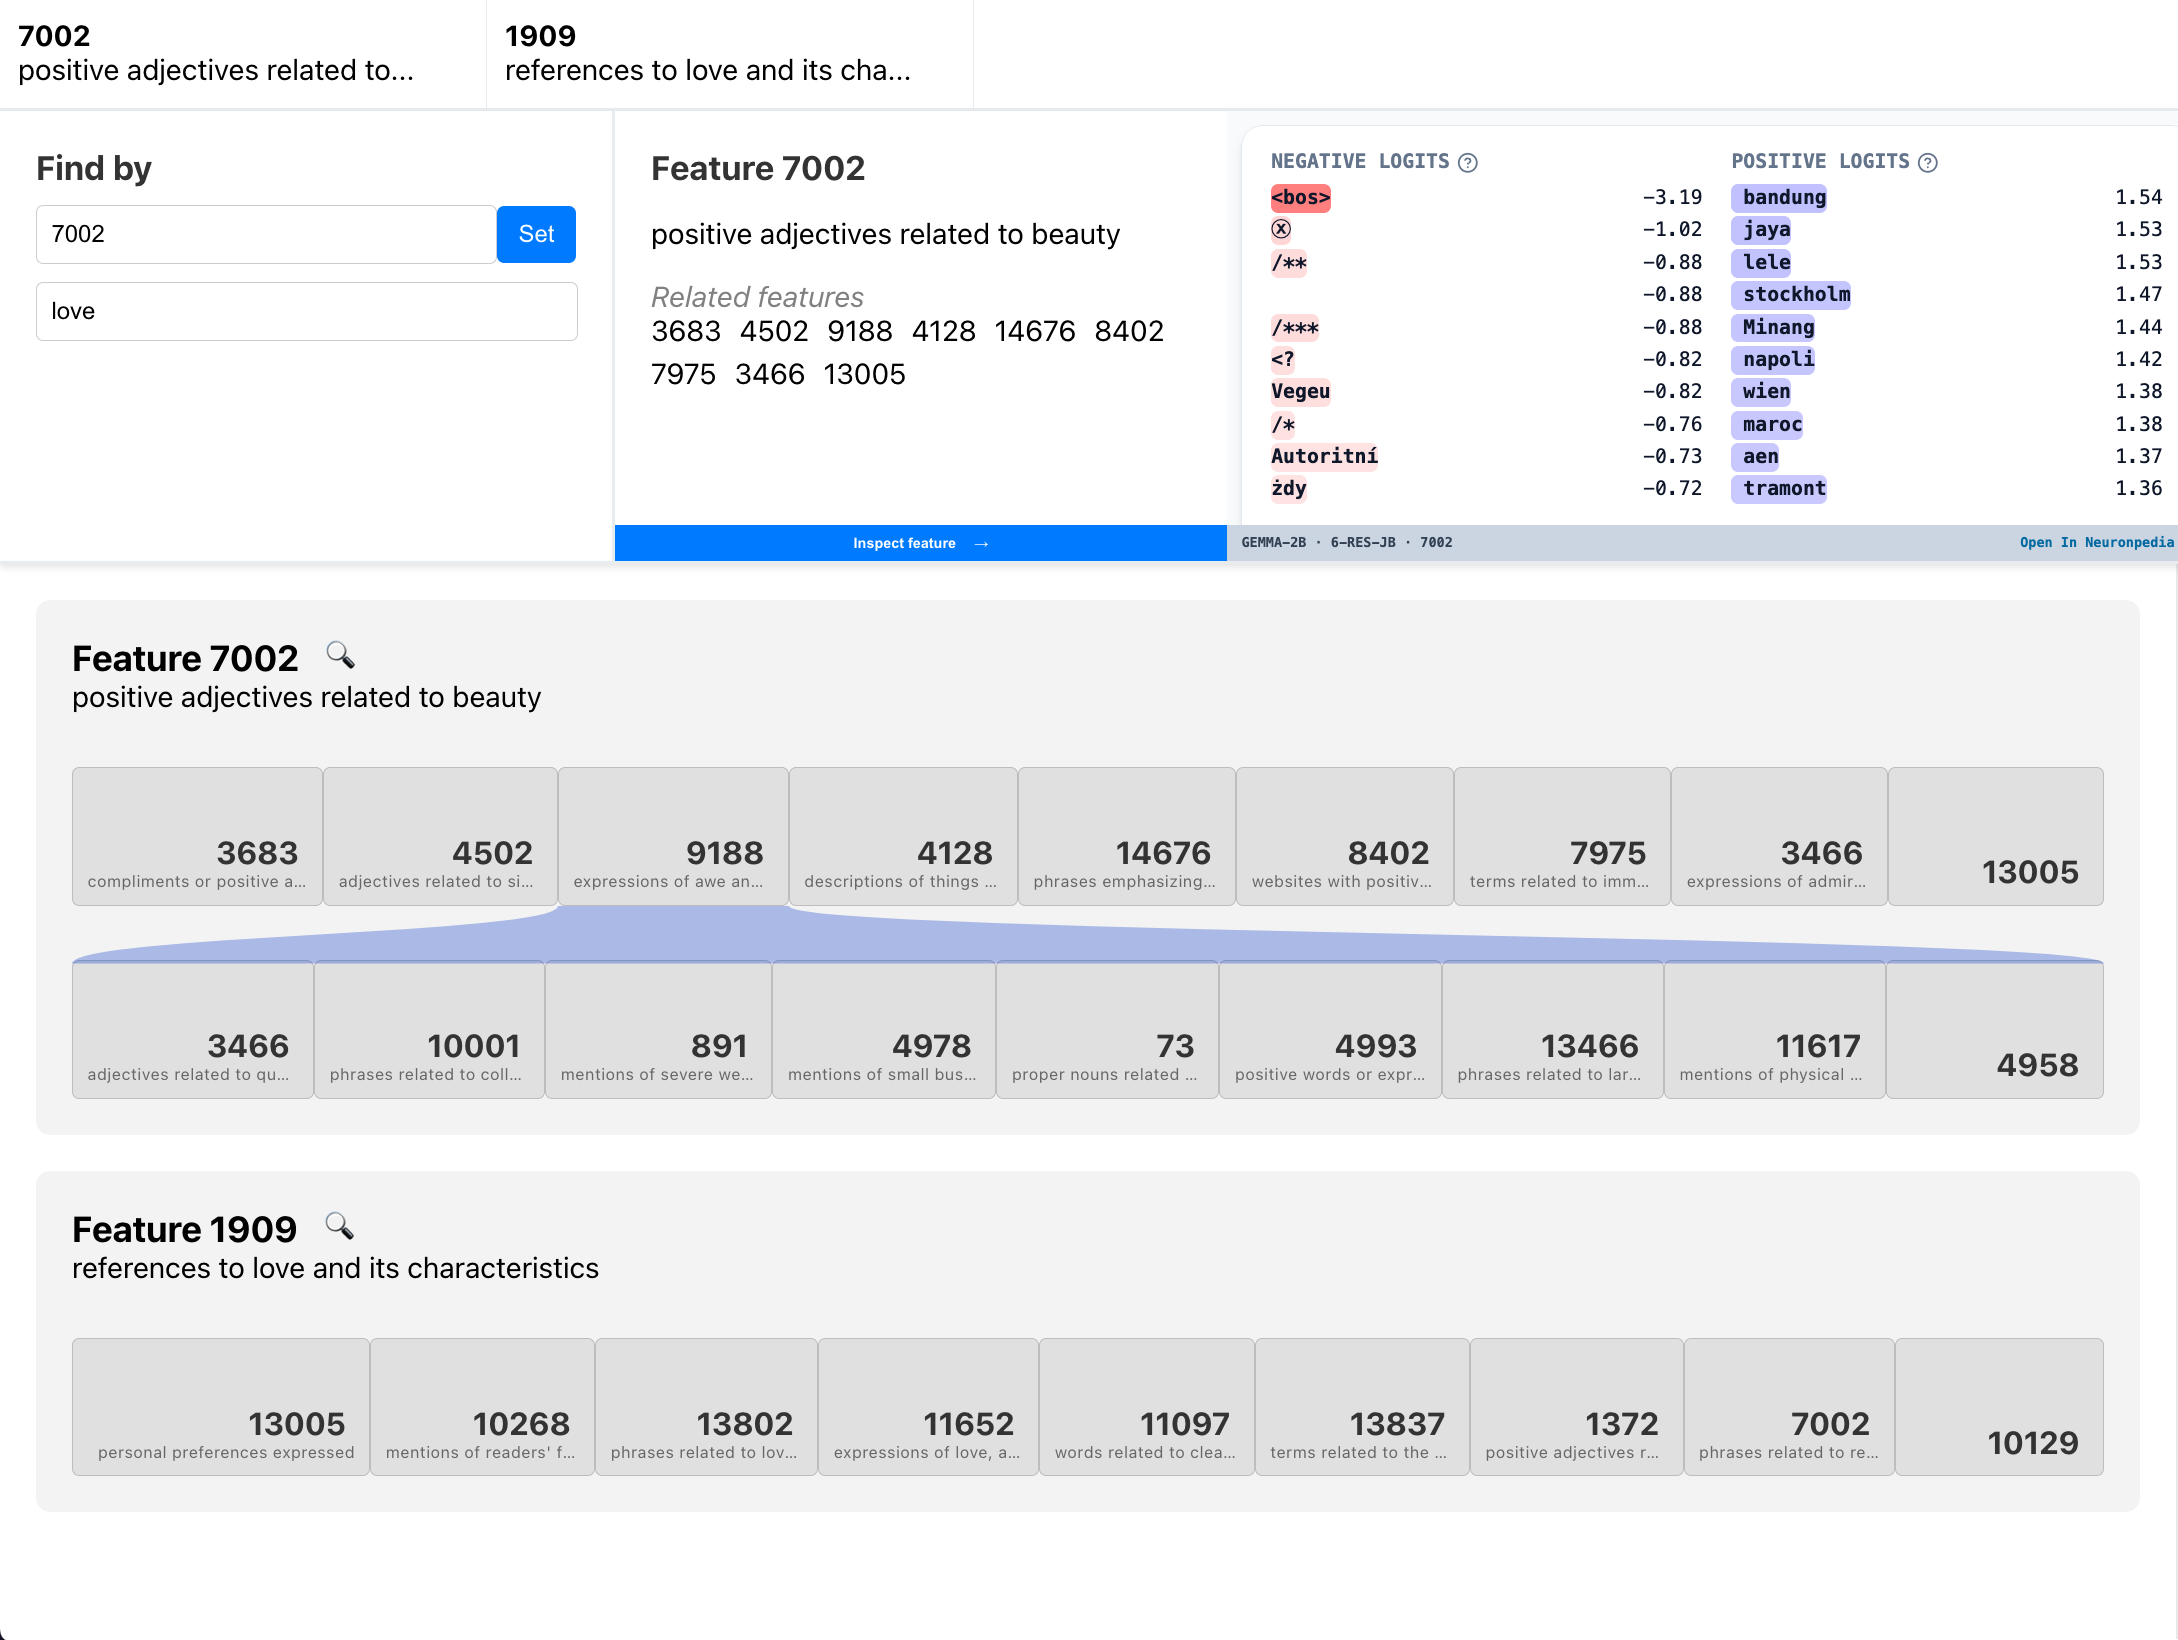 7002
positive adjectives related to...
1909
references to love and its cha...
Find by
7002
Set
love
Feature 7002
positive adjectives related to beauty
Related features
3683 4502 9188 4128 14676 8402
7975 3466 13005
Inspect feature →
NEGATIVE LOGITS ?
<bos> -3.19
ⓧ -1.02
/** -0.88
-0.88
/*** -0.88
<? -0.82
Vegeu -0.82
/* -0.76
Autoritní -0.73
żdy -0.72
POSITIVE LOGITS ?
bandung 1.54
jaya 1.53
lele 1.53
stockholm 1.47
Minang 1.44
napoli 1.42
wien 1.38
maroc 1.38
aen 1.37
tramont 1.36
GEMMA-2B · 6-RES-JB · 7002
Open In Neuronpedia
Feature 7002
positive adjectives related to beauty
3683
compliments or positive a...
4502
adjectives related to si...
9188
expressions of awe an...
4128
descriptions of things ...
14676
phrases emphasizing...
8402
websites with positiv...
7975
terms related to imm...
3466
expressions of admir...
13005
3466
adjectives related to qu...
10001
phrases related to coll...
891
mentions of severe we...
4978
mentions of small bus...
73
proper nouns related ...
4993
positive words or expr...
13466
phrases related to lar...
11617
mentions of physical ...
4958
Feature 1909
references to love and its characteristics
13005
personal preferences expressed
10268
mentions of readers' f...
13802
phrases related to lov...
11652
expressions of love, a...
11097
words related to clea...
13837
terms related to the ...
1372
positive adjectives r...
7002
phrases related to re...
10129